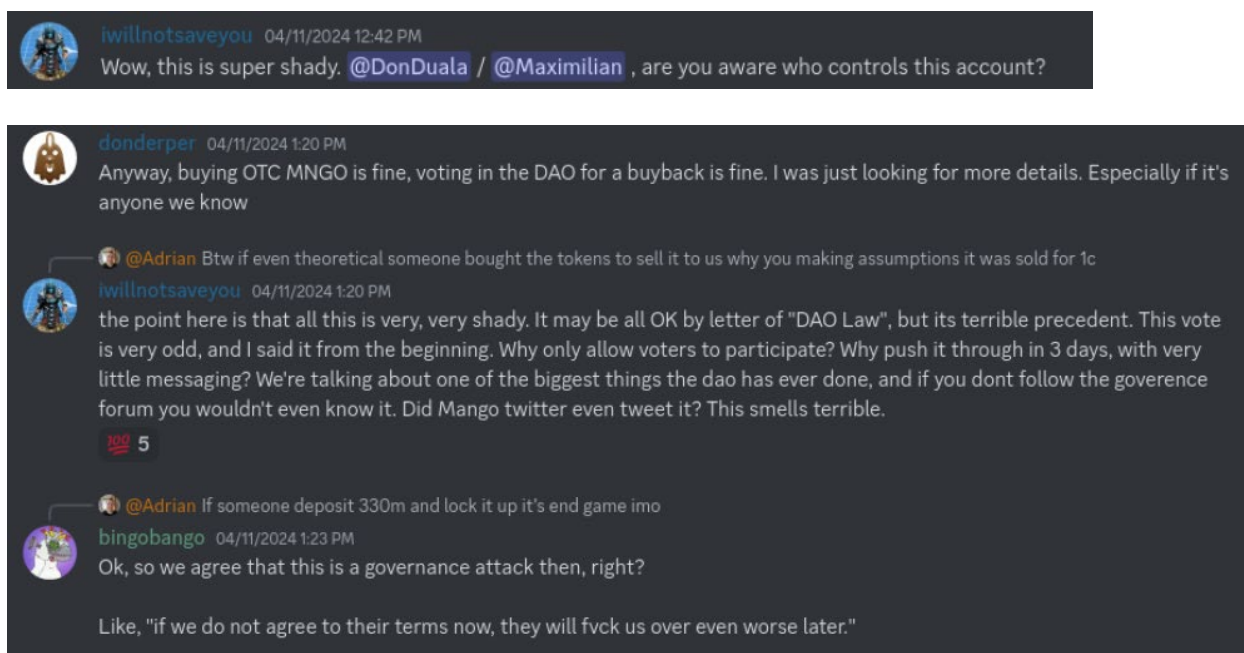 iwillnotsaveyou 04/11/2024 12:42 PM
Wow, this is super shady. @DonDuala / @Maximilian , are you aware who controls this account?
donderper 04/11/2024 1:20 PM
Anyway, buying OTC MNGO is fine, voting in the DAO for a buyback is fine. I was just looking for more details. Especially if it's
anyone we know
@Adrian Btw if even theoretical someone bought the tokens to sell it to us why you making assumptions it was sold for 1c
iwillnotsaveyou 04/11/2024 1:20 PM
the point here is that all this is very, very shady. It may be all OK by letter of "DAO Law", but its terrible precedent. This vote
is very odd, and I said it from the beginning. Why only allow voters to participate? Why push it through in 3 days, with very
little messaging? We're talking about one of the biggest things the dao has ever done, and if you dont follow the goverence
forum you wouldn't even know it. Did Mango twitter even tweet it? This smells terrible.
100 5
@Adrian If someone deposit 330m and lock it up it's end game imo
bingobango 04/11/2024 1:23 PM
Ok, so we agree that this is a governance attack then, right?
Like, "if we do not agree to their terms now, they will fvck us over even worse later."